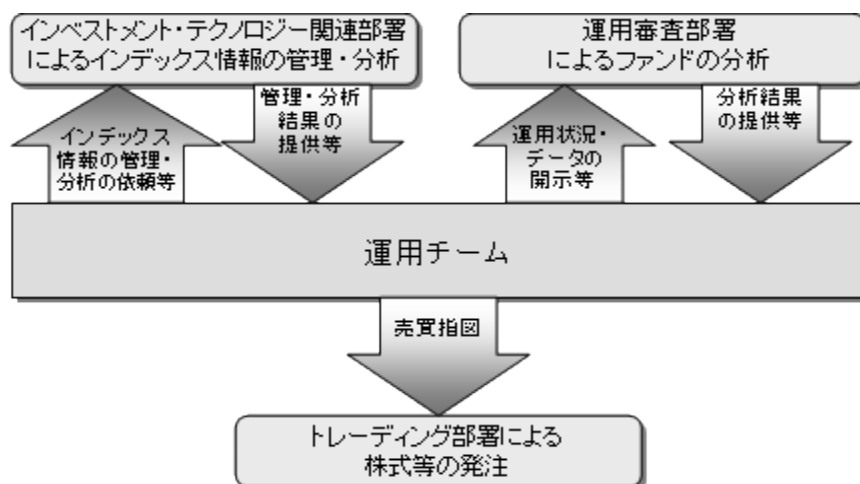 インベストメント・テクノロジー関連部署
によるインデックス情報の管理・分析
運用審査部署
によるファンドの分析
インデックス
情報の管理・
分析の依頼等
管理・分析
結果の
提供等
運用状況・
データの
開示等
分析結果
の提供等
運用チーム
売買指図
トレーディング部署による
株式等の発注